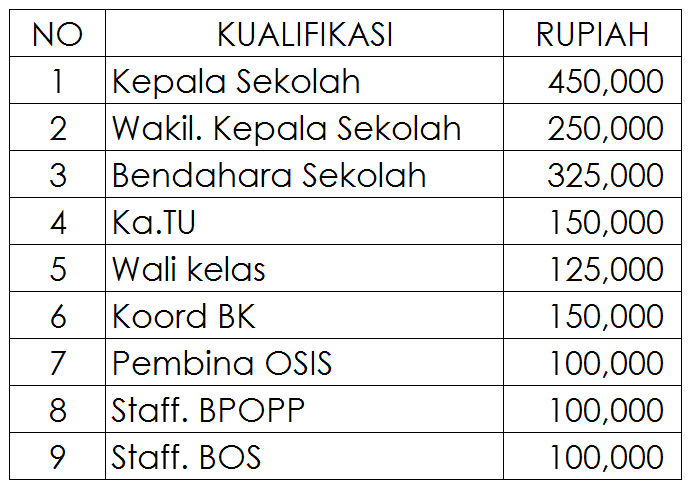 NO KUALIFIKASI RUPIAH
1 Kepala Sekolah 450,000
2 Wakil. Kepala Sekolah 250,000
3 Bendahara Sekolah 325,000
4 Ka.TU 150,000
5 Wali kelas 125,000
6 Koord BK 150,000
7 Pembina OSIS 100,000
8 Staff. BPOPP 100,000
9 Staff. BOS 100,000